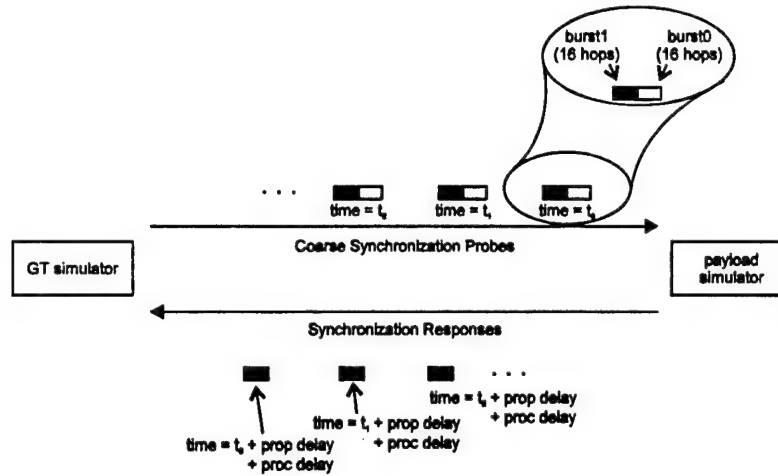 burst1 burst0
(16 hops) (16 hops)
. . .
time = t₂ time = t₁ time = t₀
Coarse Synchronization Probes
GT simulator
payload
simulator
Synchronization Responses
. . .
time = t₀ + prop delay
+ proc delay
time = t₁ + prop delay
+ proc delay
time = t₂ + prop delay
+ proc delay